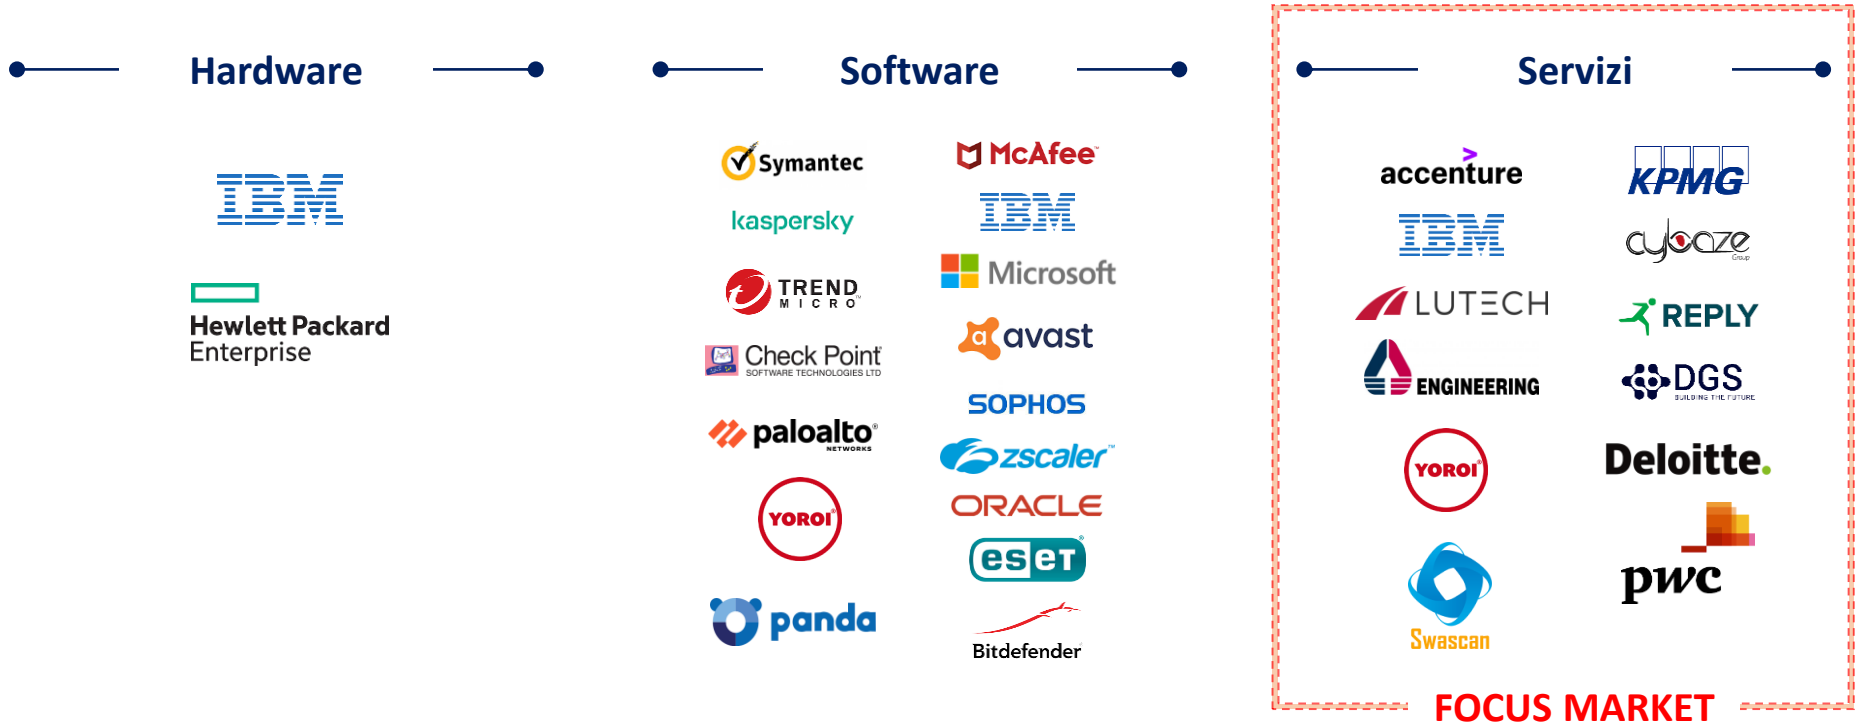 Hardware
IBM
Hewlett Packard
Enterprise
Software
Symantec
kaspersky
TREND
MICRO
Check Point
SOFTWARE TECHNOLOGIES LTD
paloalto
NETWORKS
YOROI
panda
McAfee
IBM
Microsoft
avast
SOPHOS
zscaler
ORACLE
eseT
Bitdefender
Servizi
accenture
IBM
LUTECH
ENGINEERING
YOROI
Swascan
KPMG
cybaze
Group
REPLY
DGS
BUILDING THE FUTURE
Deloitte.
pwc
FOCUS MARKET